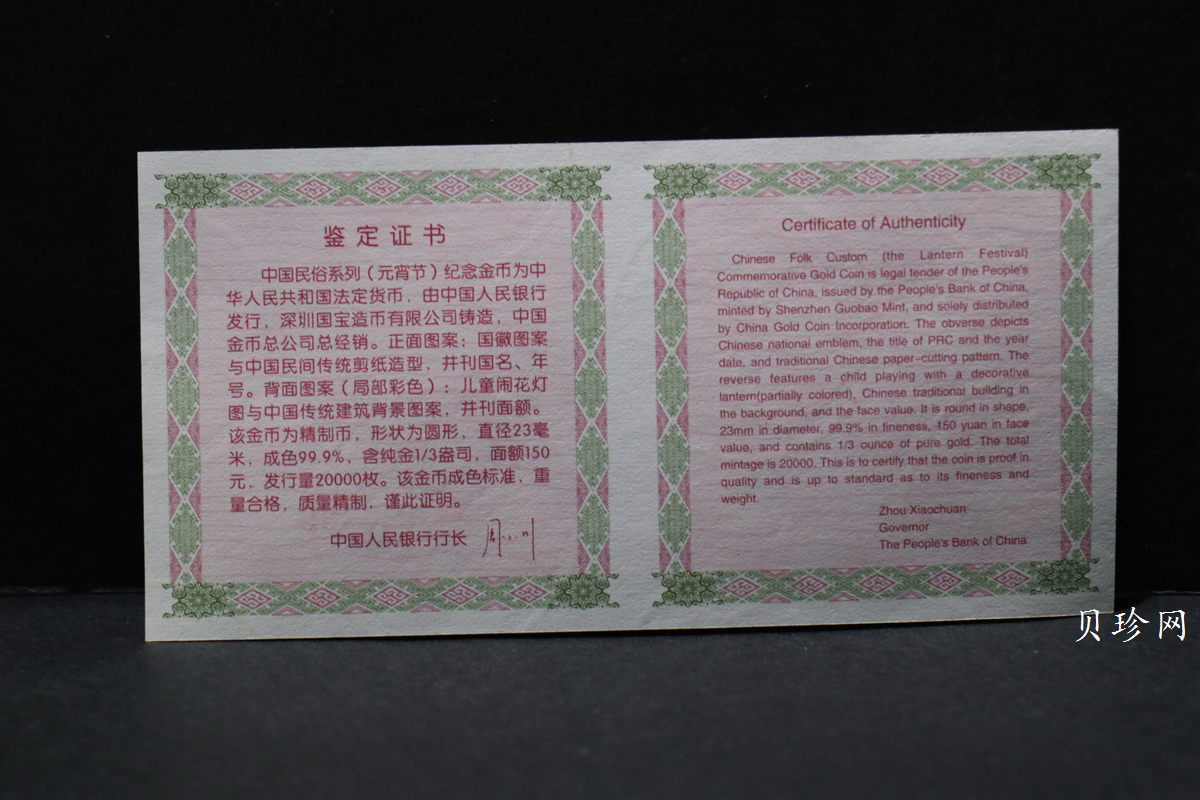 鉴定证书
中国民俗系列（元宵节）纪念金币为中
华人民共和国法定货币，由中国人民银行
发行，深圳国宝造币有限公司铸造，中国
金币总公司总经销。正面图案：国徽图案
与中国民间传统剪纸造型，并刊国名、年
号。背面图案（局部彩色）：儿童闹花灯
图与中国传统建筑背景图案，并刊面额。
该金币为精制币，形状为圆形，直径23毫
米，成色99.9%，含纯金1/3盎司，面额150
元，发行量20000枚。该金币成色标准，重
量合格，质量精制，谨此证明。
中国人民银行行长 周小川
Certificate of Authenticity
Chinese Folk Custom (the Lantern Festival)
Commemorative Gold Coin is legal tender of the People's
Republic of China, issued by the People's Bank of China,
minted by Shenzhen Guobao Mint, and solely distributed
by China Gold Coin Incorporation. The obverse depicts
Chinese national emblem, the title of PRC and the year
date, and traditional Chinese paper-cutting pattern. The
reverse features a child playing with a decorative
lantern(partially colored), Chinese traditional building in
the background, and the face value. It is round in shape,
23mm in diameter, 99.9% in fineness, 150 yuan in face
value, and contains 1/3 ounce of pure gold. The total
mintage is 20000. This is to certify that the coin is proof in
quality and is up to standard as to its fineness and
weight.
Zhou Xiaochuan
Governor
The People's Bank of China
贝珍网